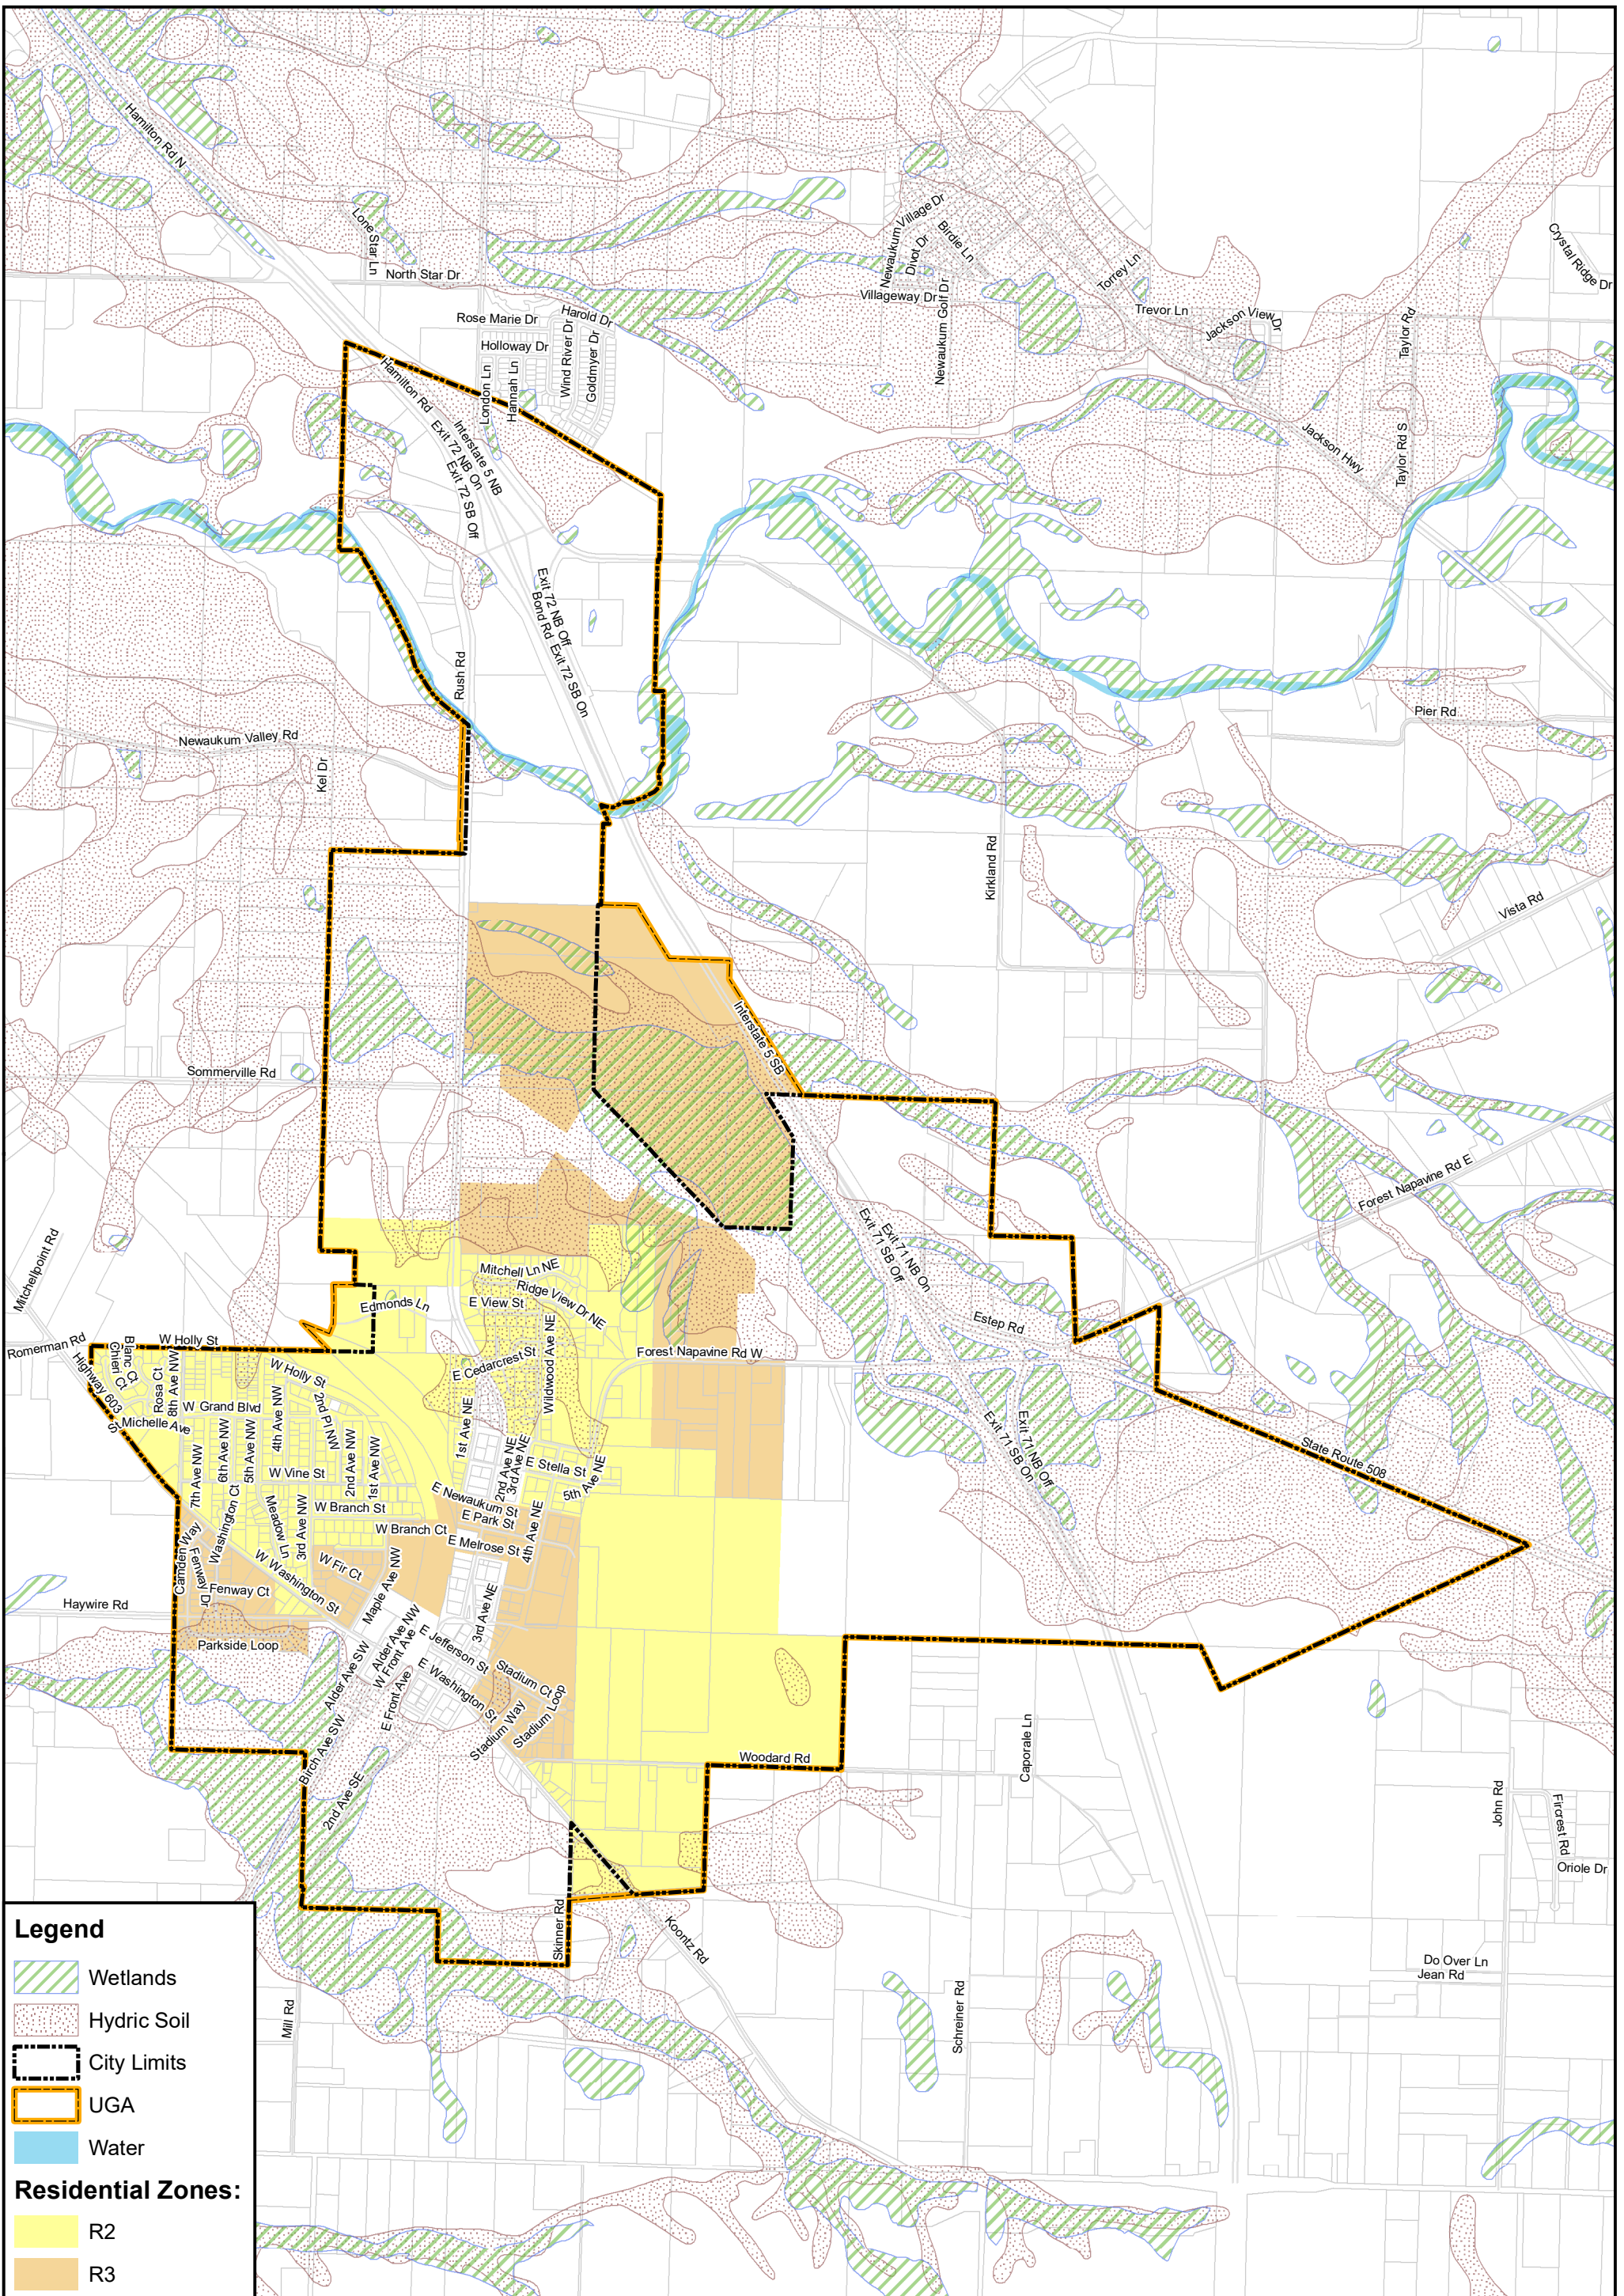 Hamilton Rd N
Lone Star Ln
North Star Dr
Newaukum Village Dr
Divot Dr
Birdie Ln
Villageway Dr
Newaukum Golf Dr
Torrey Ln
Trevor Ln
Jackson View Dr
Taylor Rd
Crystal Ridge Dr
Rose Marie Dr
Harold Dr
Holloway Dr
Wind River Dr
Goldmyer Dr
London Ln
Hannah Ln
Hamilton Rd
Interstate 5 NB
Exit 72 NB On
Exit 72 SB Off
Jackson Hwy
Taylor Rd S
Exit 72 NB Off
Bond Rd
Exit 72 SB On
Rush Rd
Newaukum Valley Rd
Kel Dr
Pier Rd
Kirkland Rd
Vista Rd
Interstate 5 SB
Sommerville Rd
Forest Napavine Rd E
Mitchellpoint Rd
Exit 71 NB On
Exit 71 SB Off
Mitchell Ln NE
Ridge View Dr NE
E View St
Edmonds Ln
Estep Rd
Romerman Rd
W Holly St
Blanc Ct
Chieri Ct
Rosa Ct
8th Ave NW
W Holly St
E Cedarcrest St
Wildwood Ave NE
Forest Napavine Rd W
Highway 603
S
Michelle Ave
W Grand Blvd
4th Ave NW
2nd Pl NW
1st Ave NE
7th Ave NW
6th Ave NW
5th Ave NW
2nd Ave NW
1st Ave NW
W Vine St
2nd Ave NE
3rd Ave NE
E Stella St
5th Ave NE
Exit 71 NB Off
Exit 71 SB On
State Route 508
Washington Ct
Meadow Ln
3rd Ave NW
W Branch St
W Branch Ct
E Newaukum St
E Park St
E Melrose St
4th Ave NE
Camden Way
Fenway Dr
Fenway Ct
W Washington St
W Fir Ct
Maple Ave NW
Haywire Rd
Parkside Loop
Alder Ave NW
W Front Ave
Alder Ave SW
3rd Ave NE
E Jefferson St
E Washington St
E Front Ave
Stadium Ct
Stadium Way
Stadium Loop
Birch Ave SW
2nd Ave SE
Woodard Rd
Caporale Ln
John Rd
Fircrest Rd
Oriole Dr
Skinner Rd
Koontz Rd
Mill Rd
Schreiner Rd
Do Over Ln
Jean Rd
Legend
Wetlands
Hydric Soil
City Limits
UGA
Water
Residential Zones:
R2
R3